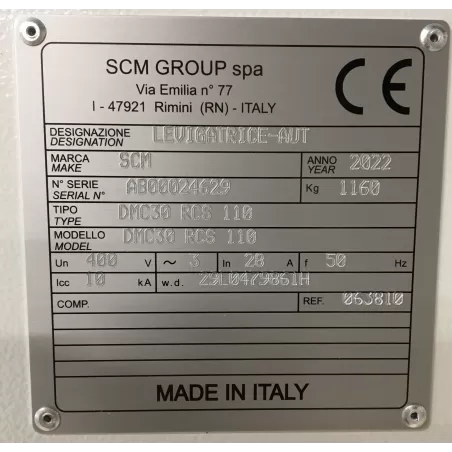 SCM GROUP spa
Via Emilia n° 77
I - 47921 Rimini (RN) - ITALY
CE
DESIGNAZIONE LEVIGATRICE-AUT
DESIGNATION
MARCA SCM ANNO 2022
MAKE YEAR
N° SERIE AB00024629 Kg 1160
SERIAL N°
TIPO DMC30 RCS 110
TYPE
MODELLO DMC30 RCS 110
MODEL
Un 400 V ~ 3 In 28 A f 50 Hz
Icc 10 kA w.d. 29L0479861H
COMP. REF. 063810
MADE IN ITALY